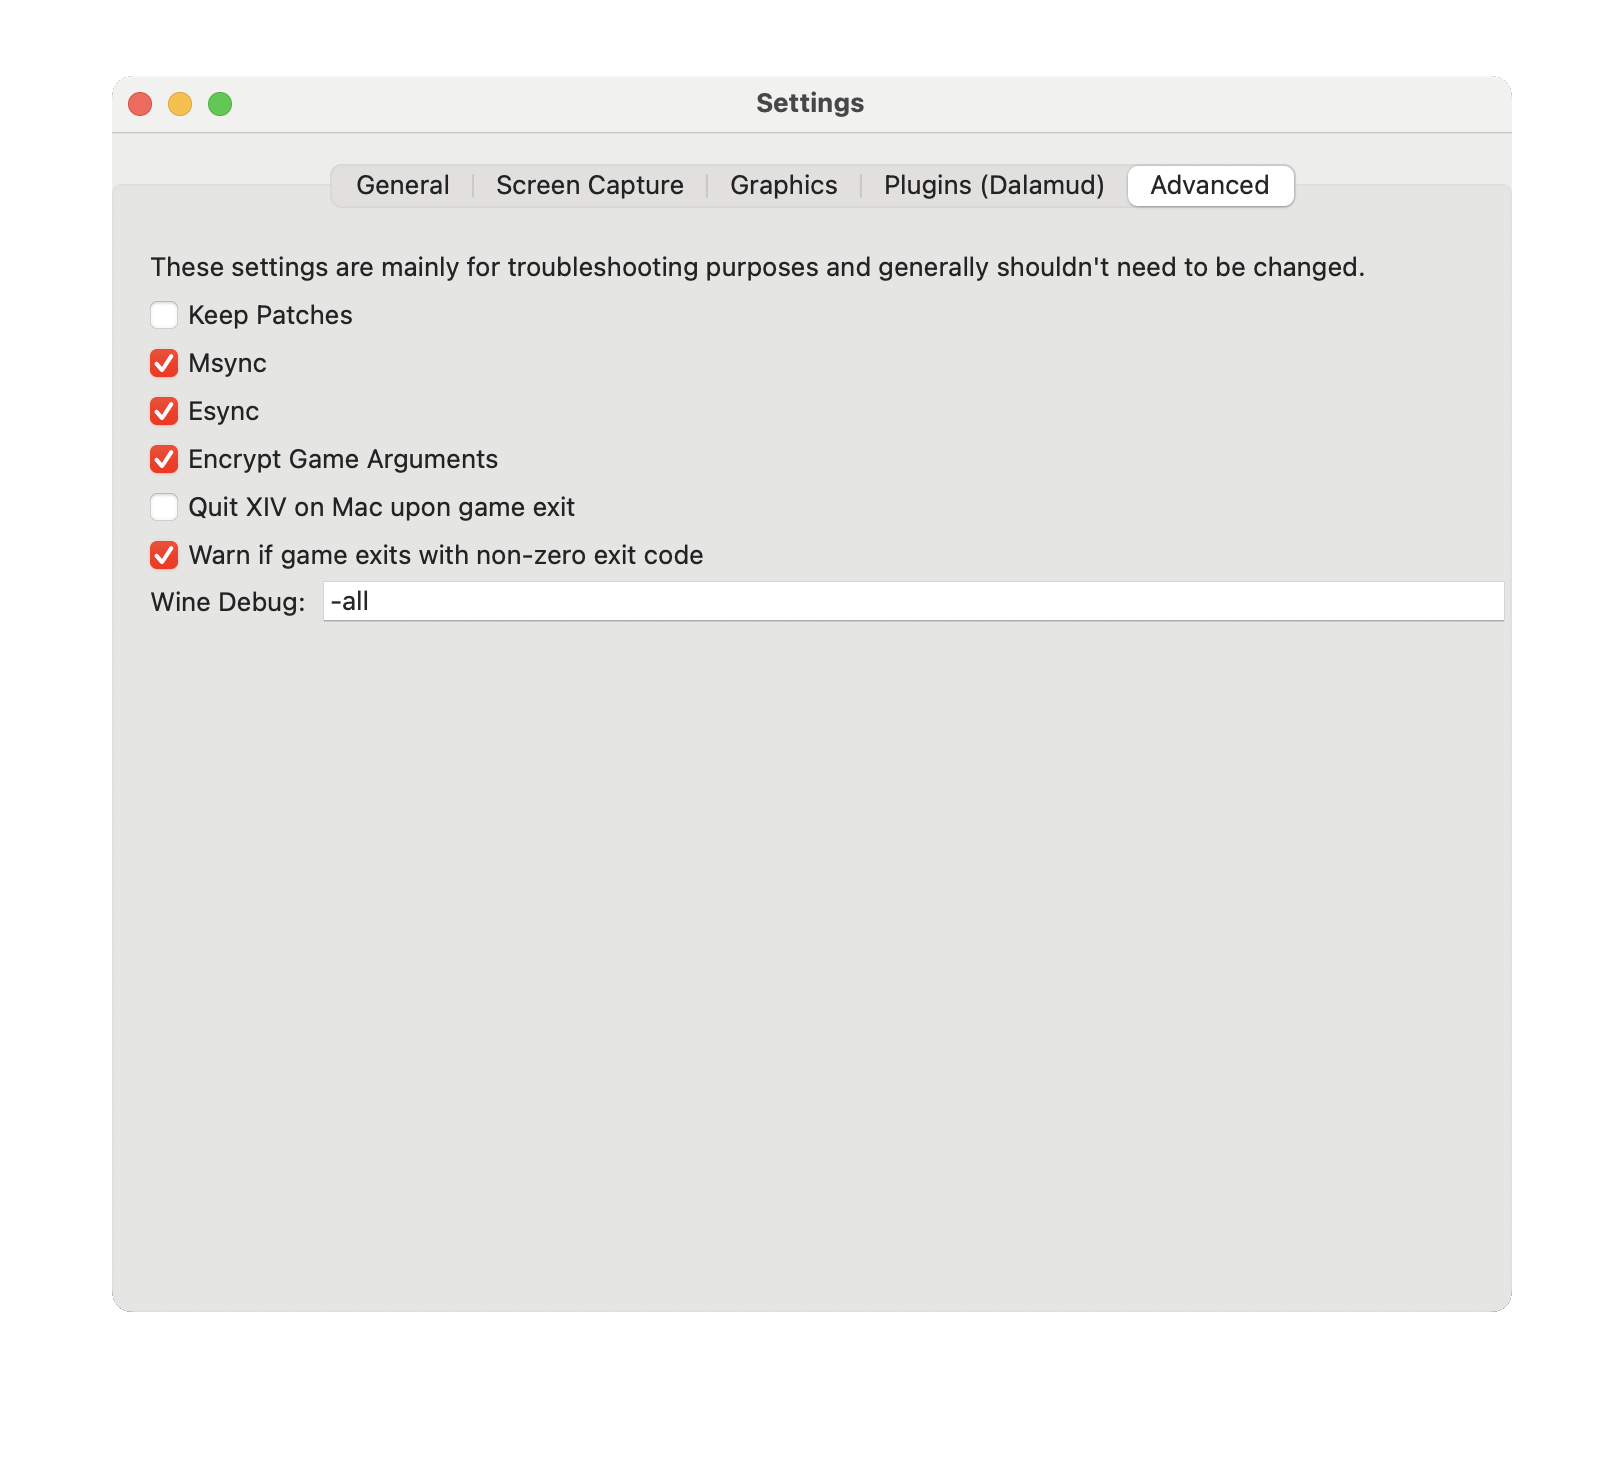 Settings
General
Screen Capture
Graphics
Plugins (Dalamud)
Advanced
These settings are mainly for troubleshooting purposes and generally shouldn't need to be changed.
Keep Patches
Msync
Esync
Encrypt Game Arguments
Quit XIV on Mac upon game exit
Warn if game exits with non-zero exit code
Wine Debug: -all